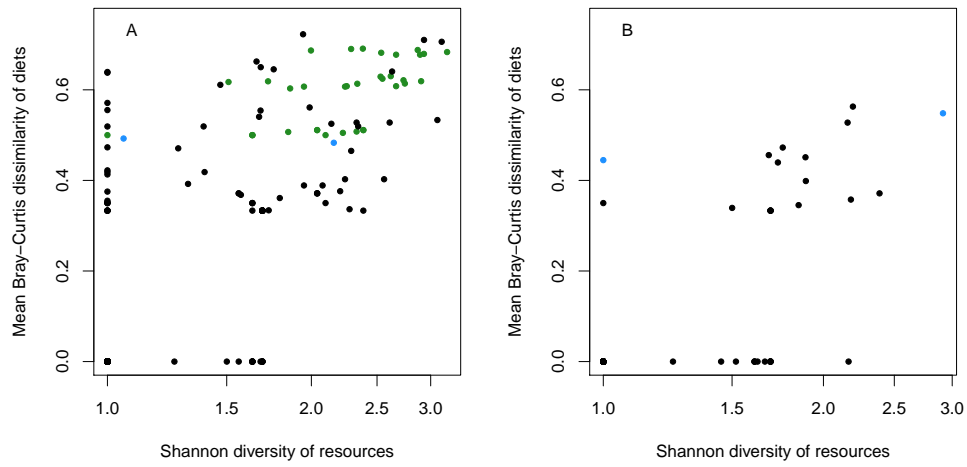 A
Mean Bray−Curtis dissimilarity of diets
0.6
0.4
0.2
0.0
1.0 1.5 2.0 2.5 3.0
Shannon diversity of resources
B
Mean Bray−Curtis dissimilarity of diets
0.6
0.4
0.2
0.0
1.0 1.5 2.0 2.5 3.0
Shannon diversity of resources